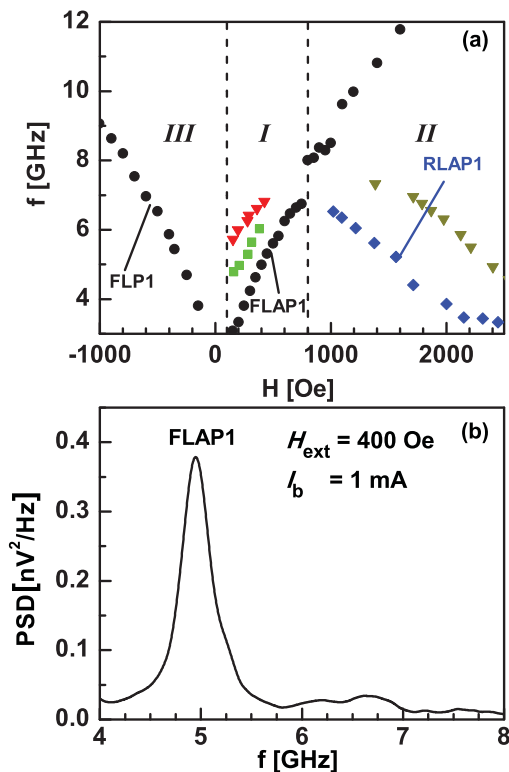 (a)
12
10
8
6
4
f [GHz]
III
I
II
RLAP1
FLP1
FLAP1
-1000
0
1000
2000
H [Oe]
(b)
FLAP1
H_ext = 400 Oe
I_b = 1 mA
0.4
0.3
0.2
0.1
0.0
PSD[nV²/Hz]
4
5
6
7
8
f [GHz]